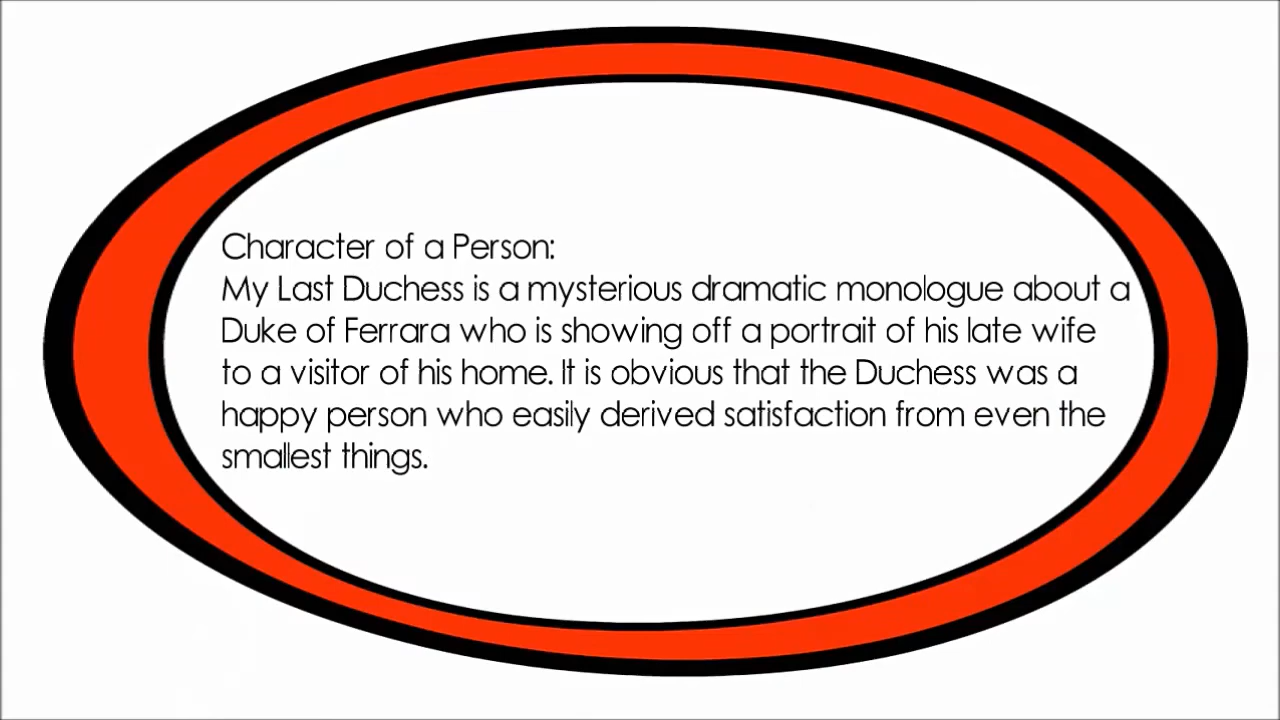 Character of a Person:
My Last Duchess is a mysterious dramatic monologue about a
Duke of Ferrara who is showing off a portrait of his late wife
to a visitor of his home. It is obvious that the Duchess was a
happy person who easily derived satisfaction from even the
smallest things.